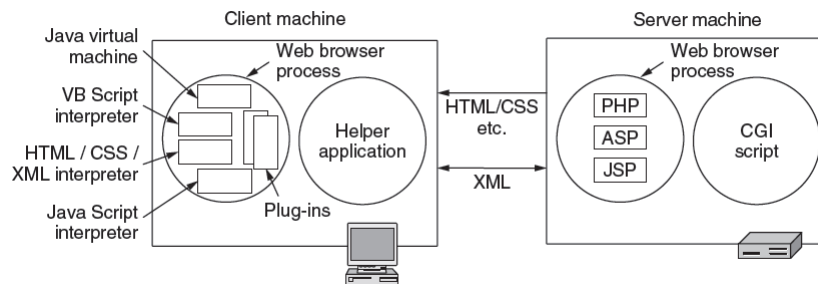 Client machine
Server machine
Java virtual
machine
Web browser
process
VB Script
interpreter
HTML / CSS /
XML interpreter
Java Script
interpreter
Plug-ins
Helper
application
HTML/CSS
etc.
XML
Web browser
process
PHP
ASP
JSP
CGI
script